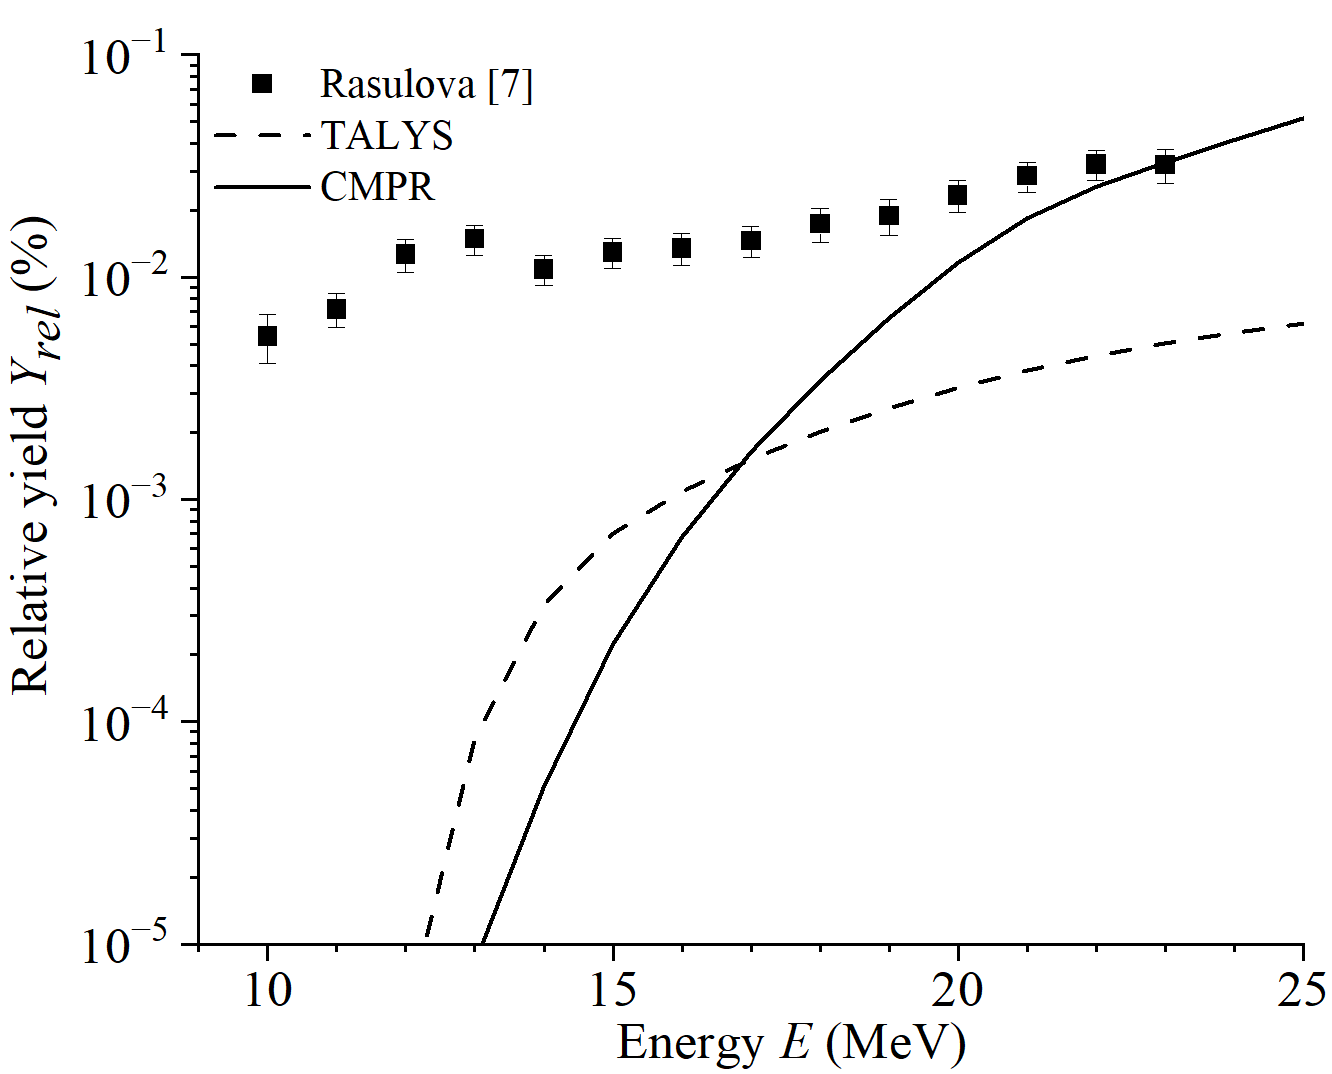 10⁻¹
Rasulova [7]
TALYS
CMPR
10⁻²
10⁻³
10⁻⁴
10⁻⁵
Relative yield Yrel (%)
10 15 20 25
Energy E (MeV)